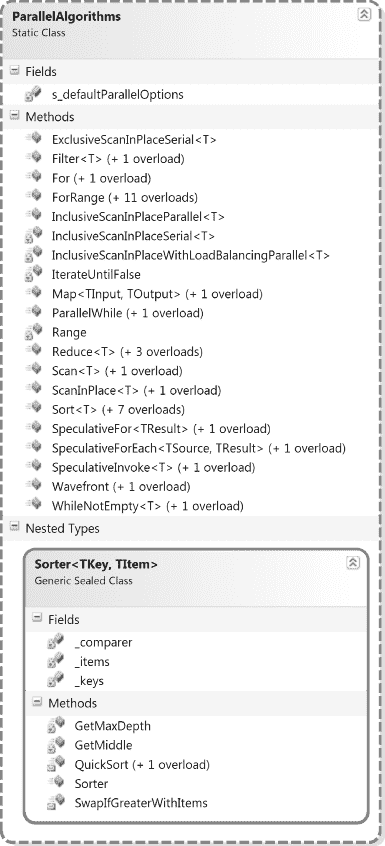 ParallelAlgorithms
Static Class
Fields
s_defaultParallelOptions
Methods
ExclusiveScanInPlaceSerial<T>
Filter<T> (+ 1 overload)
For (+ 1 overload)
ForRange (+ 11 overloads)
InclusiveScanInPlaceParallel<T>
InclusiveScanInPlaceSerial<T>
InclusiveScanInPlaceWithLoadBalancingParallel<T>
IterateUntilFalse
Map<TInput, TOutput> (+ 1 overload)
ParallelWhile (+ 1 overload)
Range
Reduce<T> (+ 3 overloads)
Scan<T> (+ 1 overload)
ScanInPlace<T> (+ 1 overload)
Sort<T> (+ 7 overloads)
SpeculativeFor<TResult> (+ 1 overload)
SpeculativeForEach<TSource, TResult> (+ 1 overload)
SpeculativeInvoke<T> (+ 1 overload)
Wavefront (+ 1 overload)
WhileNotEmpty<T> (+ 1 overload)
Nested Types
Sorter<TKey, TItem>
Generic Sealed Class
Fields
_comparer
_items
_keys
Methods
GetMaxDepth
GetMiddle
QuickSort (+ 1 overload)
Sorter
SwapIfGreaterWithItems